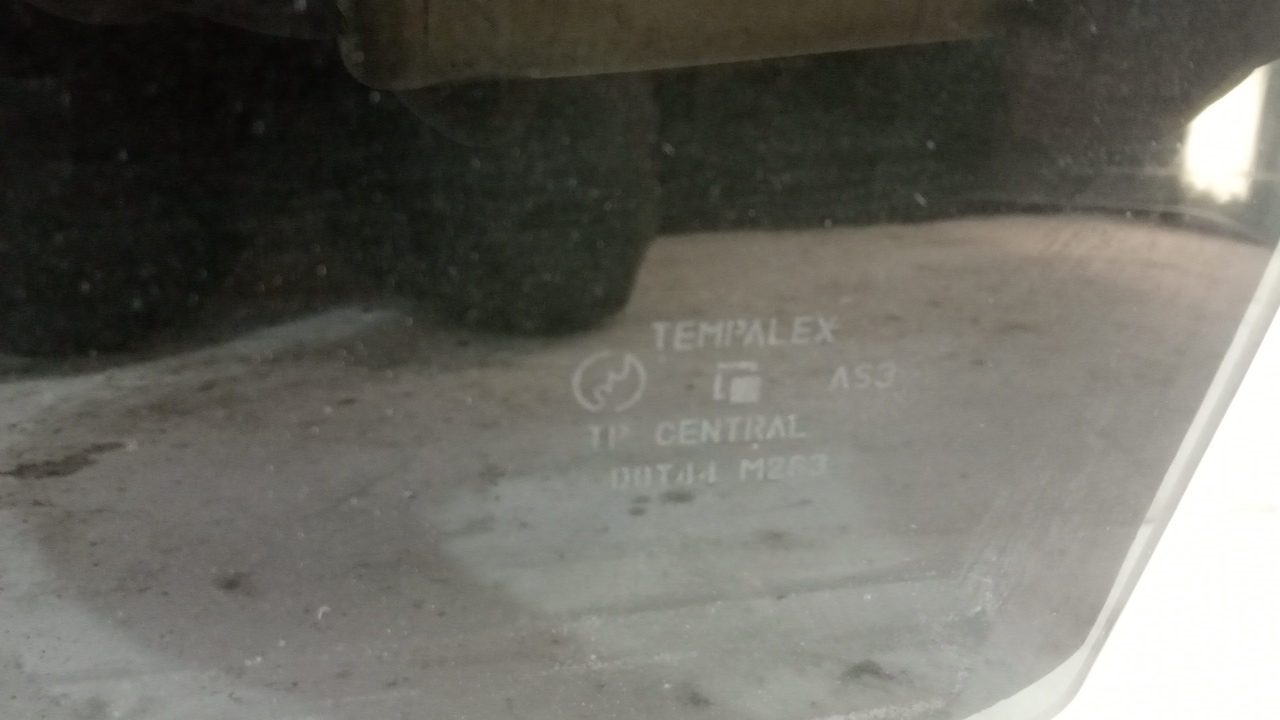 TEMPALEX
AS3
TP CENTRAL
DOT44 M283